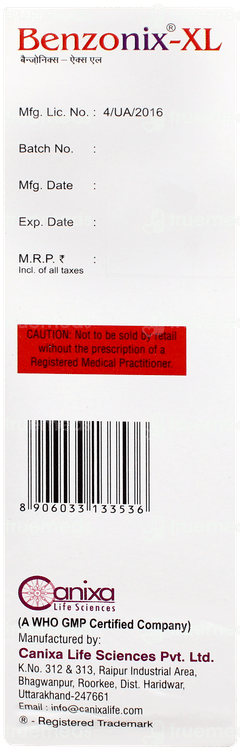 Benzonix®-XL
बैन्ज़ोनिक्स – ऐक्स एल
Mfg. Lic. No. : 4/UA/2016
Batch No. :
Mfg. Date :
Exp. Date :
M.R.P. ₹ :
Incl. of all taxes
CAUTION: Not to be sold by retail
without the prescription of a
Registered Medical Practitioner.
8 906033 133536
Canixa
Life Sciences
(A WHO GMP Certified Company)
Manufactured by:
Canixa Life Sciences Pvt. Ltd.
K.No. 312 & 313, Raipur Industrial Area,
Bhagwanpur, Roorkee, Dist. Haridwar,
Uttarakhand-247661
Email : info@canixalife.com
® - Registered Trademark